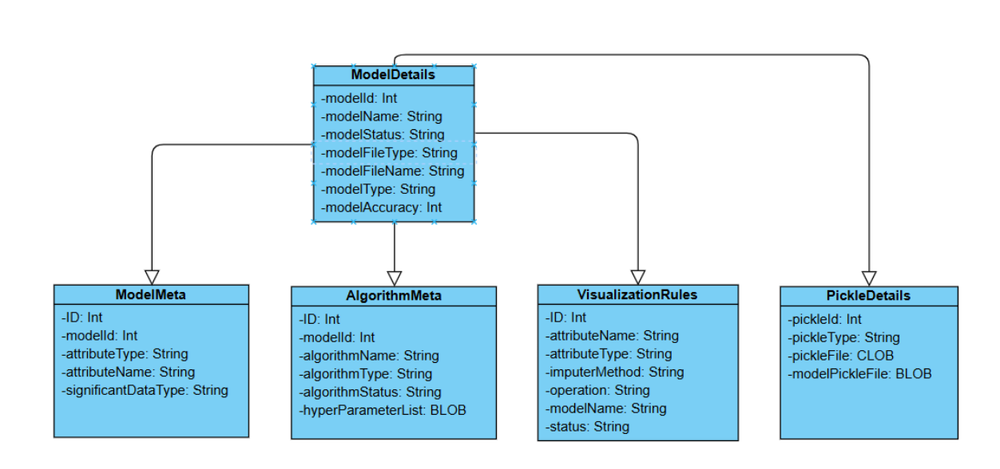 ModelDetails
-modelId: Int
-modelName: String
-modelStatus: String
-modelFileType: String
-modelFileName: String
-modelType: String
-modelAccuracy: Int
ModelMeta
-ID: Int
-modelId: Int
-attributeType: String
-attributeName: String
-significantDataType: String
AlgorithmMeta
-ID: Int
-modelId: Int
-algorithmName: String
-algorithmType: String
-algorithmStatus: String
-hyperParameterList: BLOB
VisualizationRules
-ID: Int
-attributeName: String
-attributeType: String
-imputerMethod: String
-operation: String
-modelName: String
-status: String
PickleDetails
-pickleId: Int
-pickleType: String
-pickleFile: CLOB
-modelPickleFile: BLOB